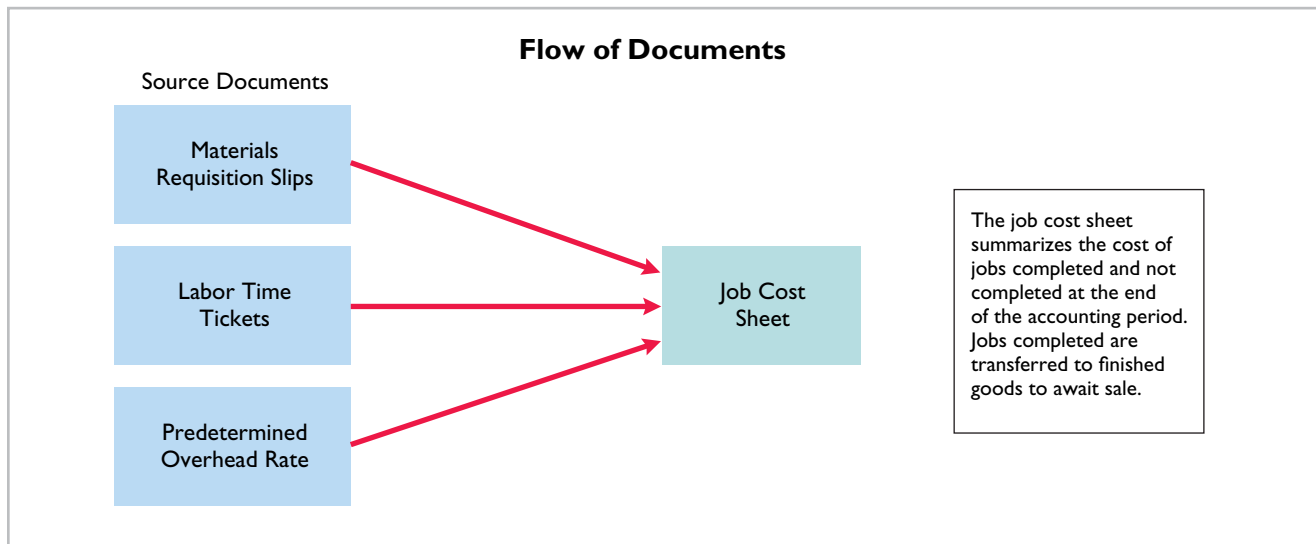 Flow of Documents
Source Documents
Materials
Requisition Slips
Labor Time
Tickets
Predetermined
Overhead Rate
Job Cost
Sheet
The job cost sheet
summarizes the cost of
jobs completed and not
completed at the end
of the accounting period.
Jobs completed are
transferred to finished
goods to await sale.